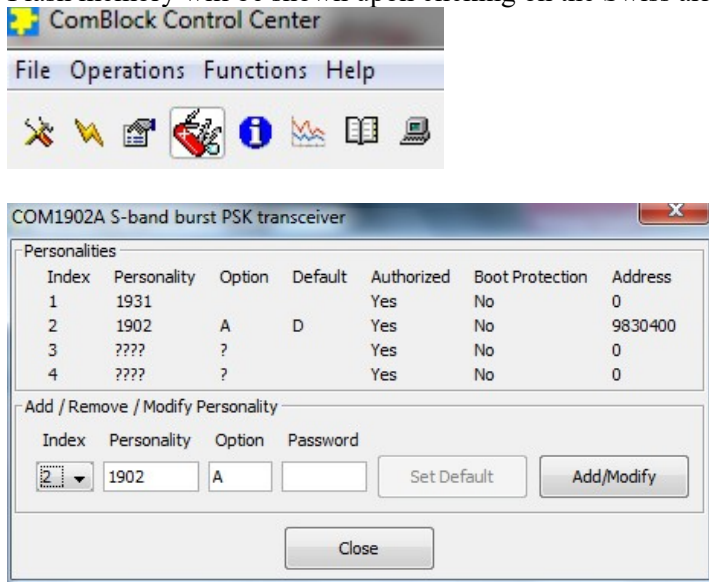 ComBlock Control Center
File Operations Functions Help
COM1902A S-band burst PSK transceiver
Personalities
Index Personality Option Default Authorized Boot Protection Address
1 1931 Yes No 0
2 1902 A D Yes No 9830400
3 ???? ? Yes No 0
4 ???? ? Yes No 0
Add / Remove / Modify Personality
Index Personality Option Password
2 1902 A Set Default Add/Modify
Close